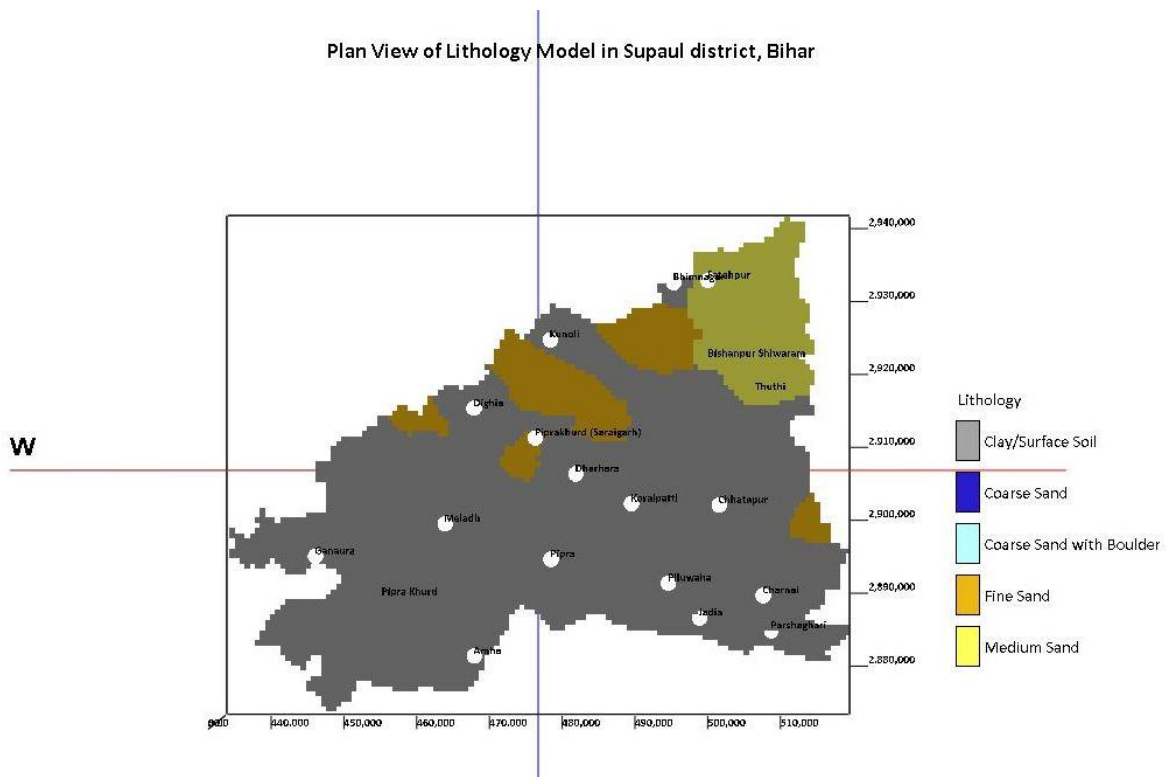 Plan View of Lithology Model in Supaul district, Bihar
2,940,000
Bhimnagar Fatehpur
2,930,000
Kunoli
Bishanpur Shiwaram
2,920,000
Thuthi
Lithology
Dighia
Clay/Surface Soil
W
Piprakhurd (Saraigarh)
2,910,000
Dharhara
Coarse Sand
Koraipatti
Chhatapur
2,900,000
Meladh
Coarse Sand with Boulder
Ganaura
Pipra
Piluwaha
2,890,000
Pipra Khurd
Charnai
Fine Sand
Jadia
Parshaghari
Medium Sand
Amha
2,880,000
440,000 450,000 460,000 470,000 480,000 490,000 500,000 510,000